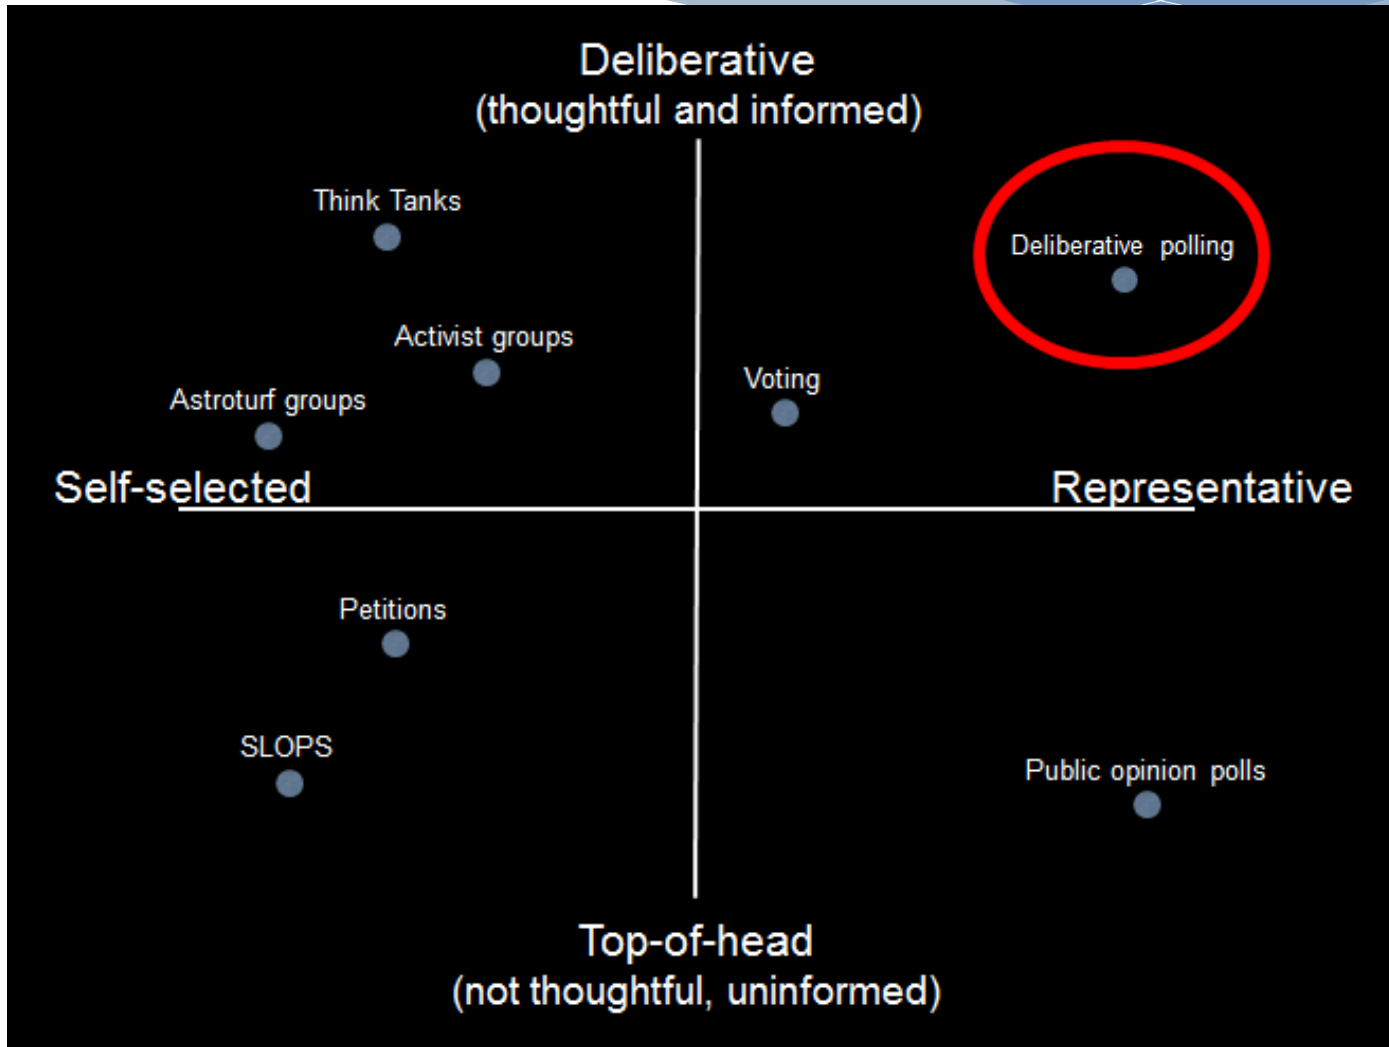 Deliberative
(thoughtful and informed)
Think Tanks
Deliberative polling
Activist groups
Voting
Astroturf groups
Self-selected
Representative
Petitions
SLOPS
Public opinion polls
Top-of-head
(not thoughtful, uninformed)